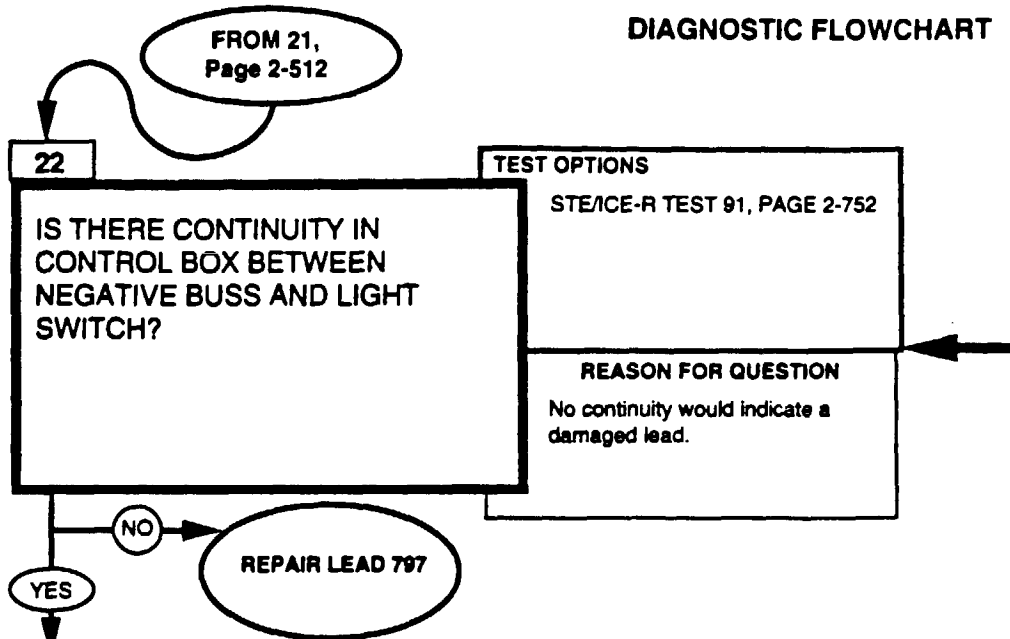 DIAGNOSTIC FLOWCHART
FROM 21,
Page 2-512
22
IS THERE CONTINUITY IN
CONTROL BOX BETWEEN
NEGATIVE BUSS AND LIGHT
SWITCH?
TEST OPTIONS
STE/ICE-R TEST 91, PAGE 2-752
REASON FOR QUESTION
No continuity would indicate a
damaged lead.
NO
REPAIR LEAD 797
YES